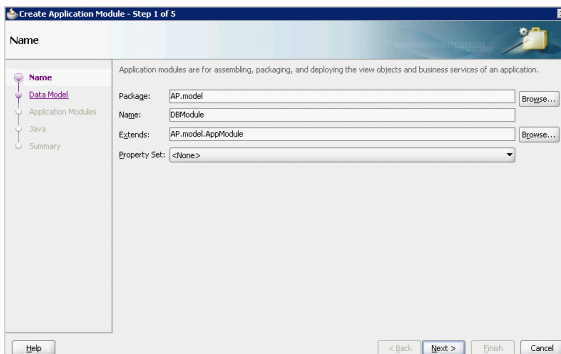 Create Application Module - Step 1 of 5
Name
Application modules are for assembling, packaging, and deploying the view objects and business services of an application.
Name
Data Model
Application Modules
Java
Summary
Package: AP.model Browse...
Name: DBModule
Extends: AP.model.AppModule Browse...
Property Set: <None>
Help < Back Next > Finish Cancel